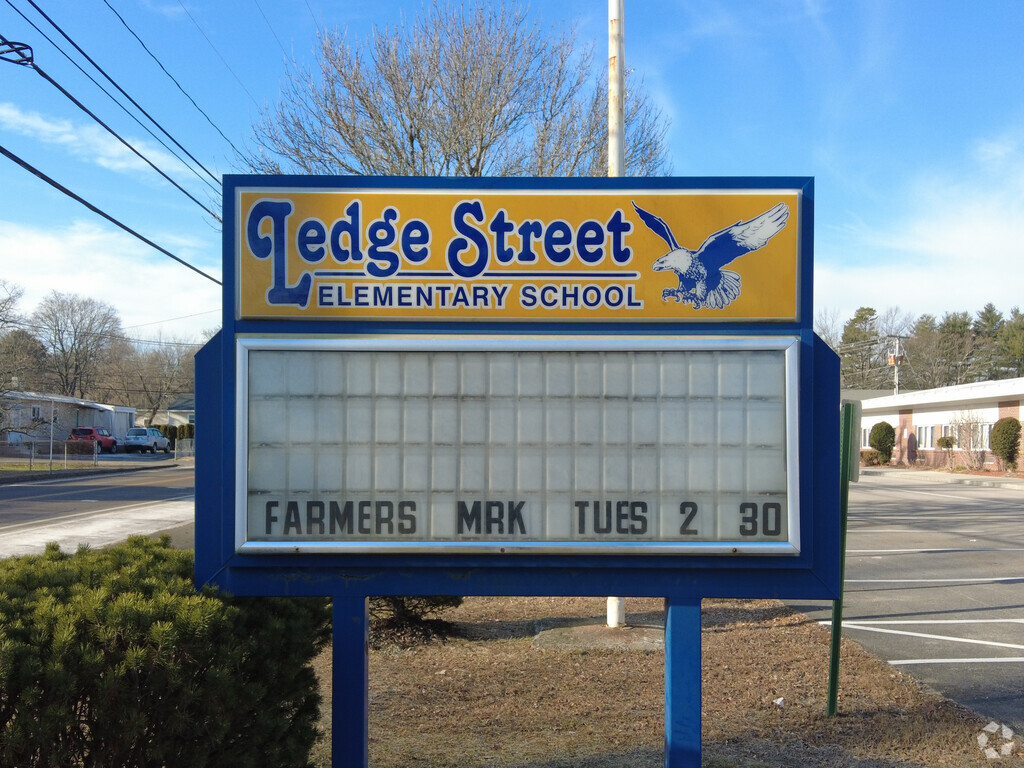 Ledge Street
ELEMENTARY SCHOOL
FARMERS MRK TUES 2 30